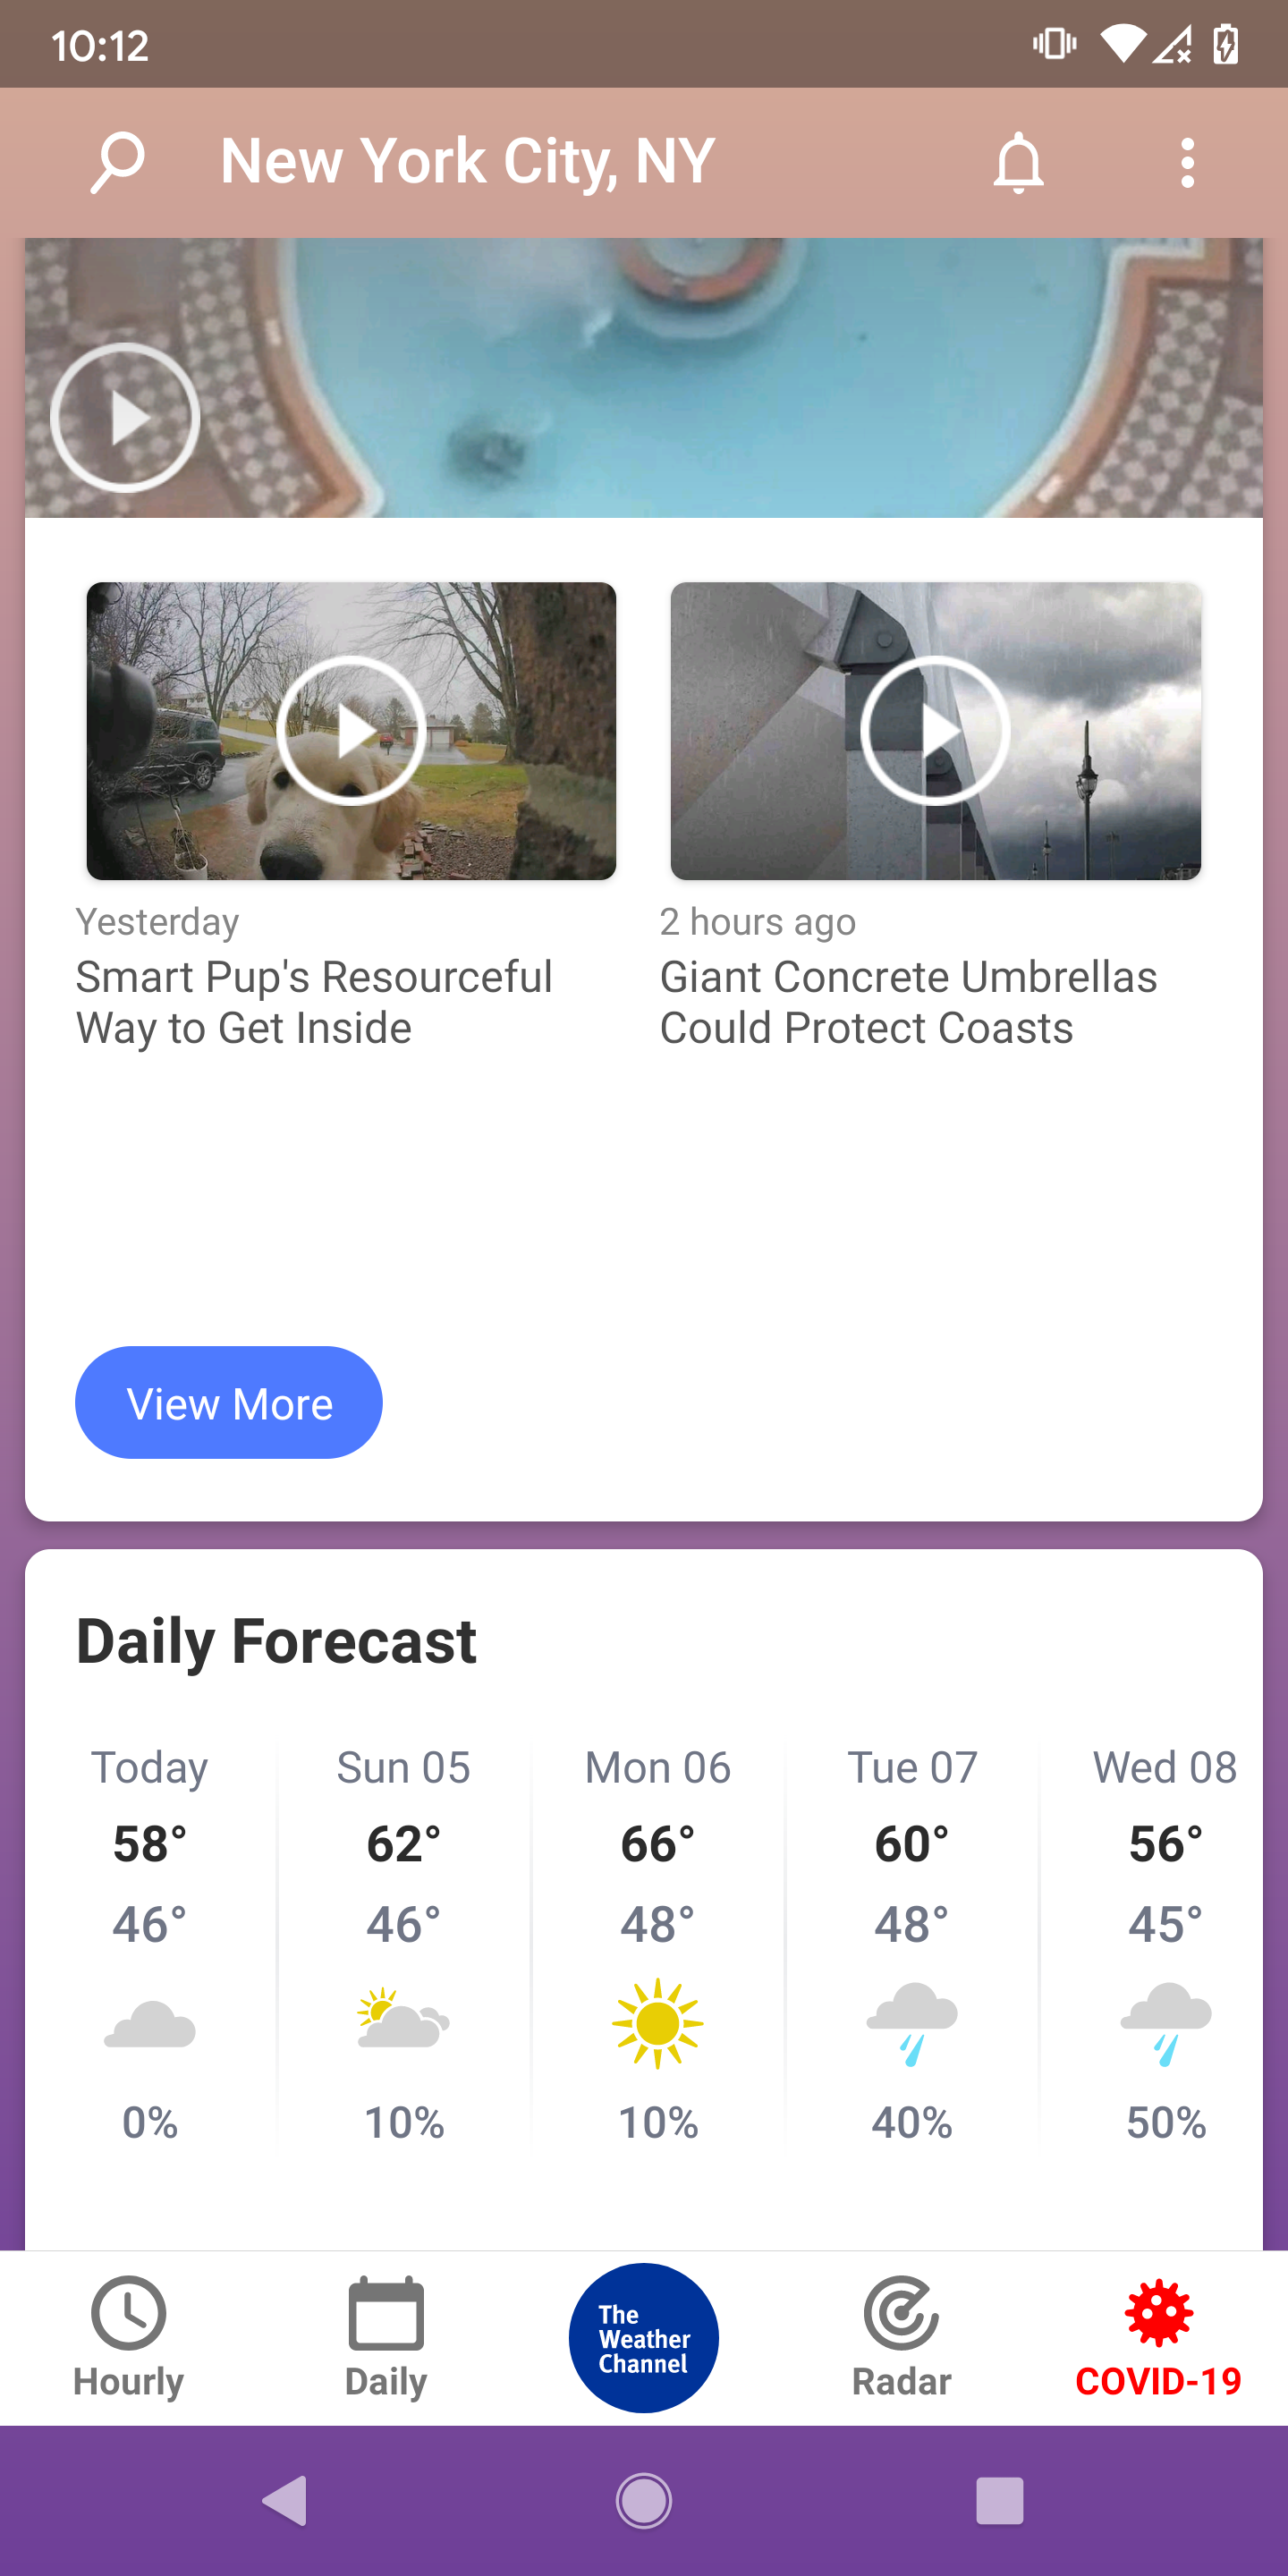 10:12
New York City, NY
Yesterday
Smart Pup's Resourceful
Way to Get Inside
2 hours ago
Giant Concrete Umbrellas
Could Protect Coasts
View More
Daily Forecast
Today Sun 05 Mon 06 Tue 07 Wed 08
58° 62° 66° 60° 56°
46° 46° 48° 48° 45°
0% 10% 10% 40% 50%
The
Weather
Channel
Hourly Daily Radar COVID-19